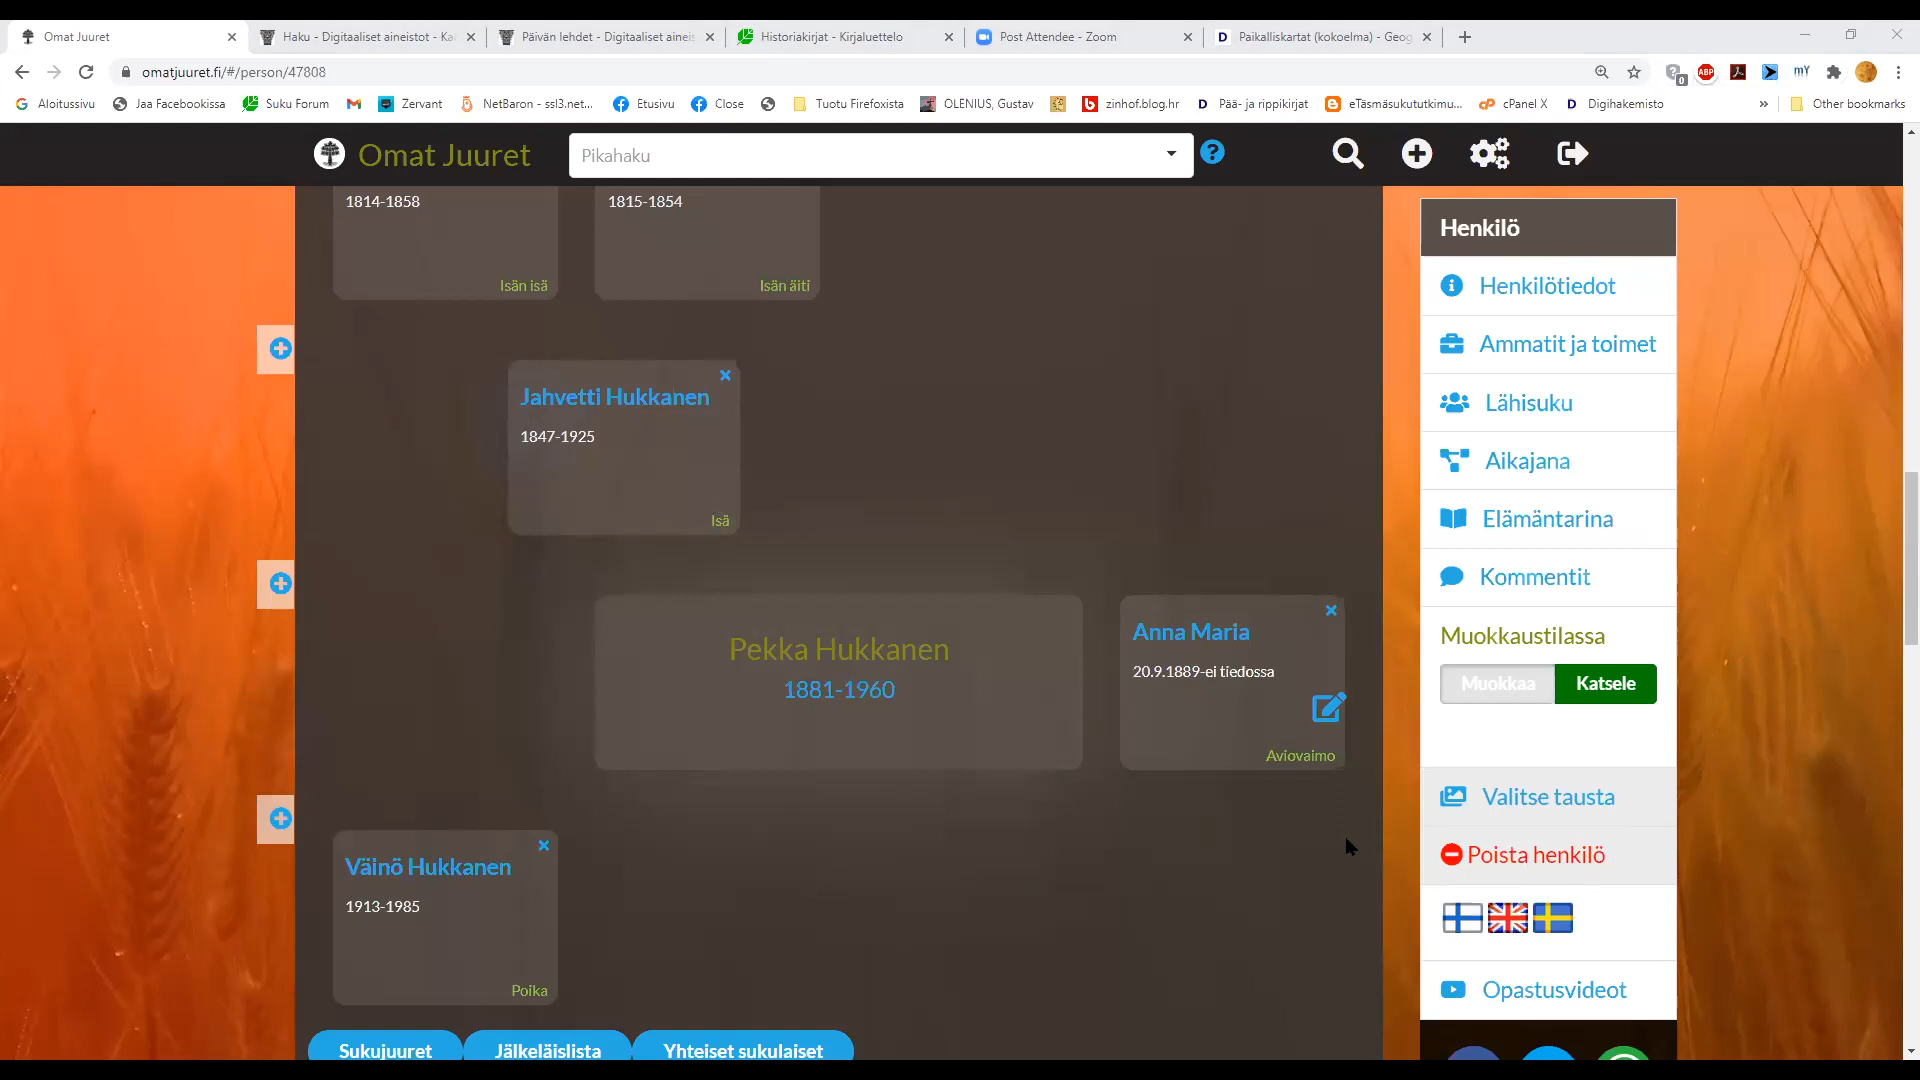 Omat Juuret
Haku - Digitaaliset aineistot - Ka
Päivän lehdet - Digitaaliset aineis
Historiakirjat - Kirjaluettelo
Post Attendee - Zoom
Paikalliskartat (kokoelma) - Geog
omatjuuret.fi/#/person/47808
0
ABP
mY
Aloitussivu
Jaa Facebookissa
Suku Forum
Zervant
NetBaron - ssl3.net...
Etusivu
Close
Tuotu Firefoxista
OLENIUS, Gustav
zinhof.blog.hr
Pää- ja rippikirjat
eTäsmäsukututkimu...
cPanel X
Digihakemisto
Other bookmarks
Omat Juuret
Pikahaku
1814-1858
Isän isä
1815-1854
Isän äiti
Jahvetti Hukkanen
1847-1925
Isä
Pekka Hukkanen
1881-1960
Anna Maria
20.9.1889-ei tiedossa
Aviovaimo
Väinö Hukkanen
1913-1985
Poika
Sukujuuret
Jälkeläislista
Yhteiset sukulaiset
Henkilö
Henkilötiedot
Ammatit ja toimet
Lähisuku
Aikajana
Elämäntarina
Kommentit
Muokkaustilassa
Muokkaa
Katsele
Valitse tausta
Poista henkilö
Opastusvideot